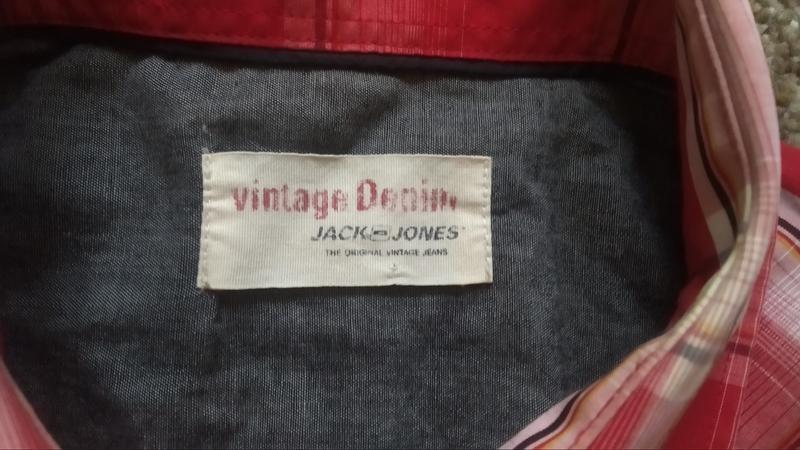 vintage Denim
JACK & JONES
THE ORIGINAL VINTAGE JEANS